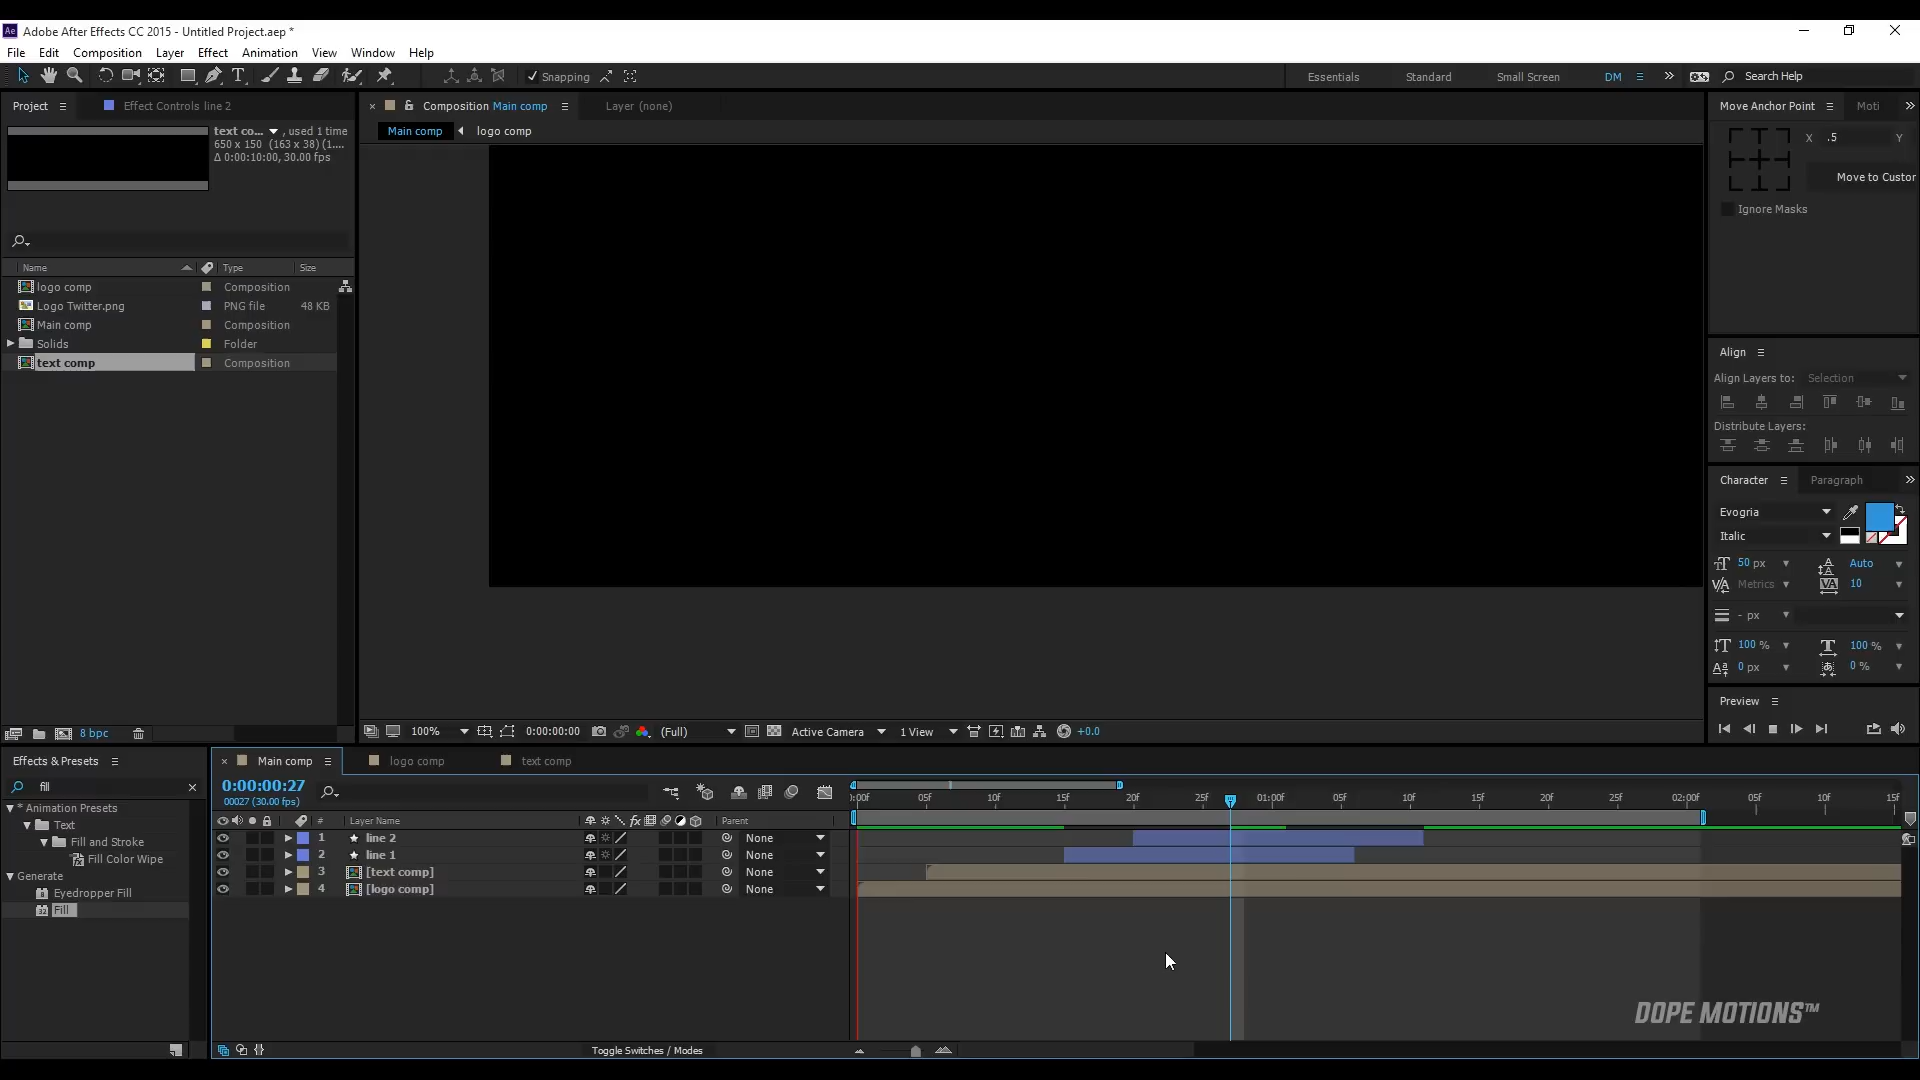 Adobe After Effects CC 2015 - Untitled Project.aep *
File Edit Composition Layer Effect Animation View Window Help
Snapping
Essentials Standard Small Screen DM Search Help
Project Effect Controls line 2
text co... , used 1 time
650 x 150 (163 x 38) (1....
Δ 0:00:10:00, 30.00 fps
Name Type Size
logo comp Composition
Logo Twitter.png PNG file 48 KB
Main comp Composition
Solids Folder
text comp Composition
8 bpc
Composition Main comp Layer (none)
Main comp logo comp
100% 0:00:00:00 (Full) Active Camera 1 View +0.0
Move Anchor Point Moti
X .5 Y
Move to Custor
Ignore Masks
Align
Align Layers to: Selection
Distribute Layers:
Character Paragraph
Evogria
Italic
50 px Auto
Metrics 10
- px
100 % 100 %
0 px 0 %
Preview
Effects & Presets
fill
* Animation Presets
Text
Fill and Stroke
Fill Color Wipe
Generate
Eyedropper Fill
Fill
Main comp logo comp text comp
0:00:00:27
00027 (30.00 fps)
# Layer Name Parent
1 line 2 None
2 line 1 None
3 [text comp] None
4 [logo comp] None
Toggle Switches / Modes
):00f 05f 10f 15f 20f 25f 01:00f 05f 10f 15f 20f 25f 02:00f 05f 10f 15f
DOPE MOTIONS™